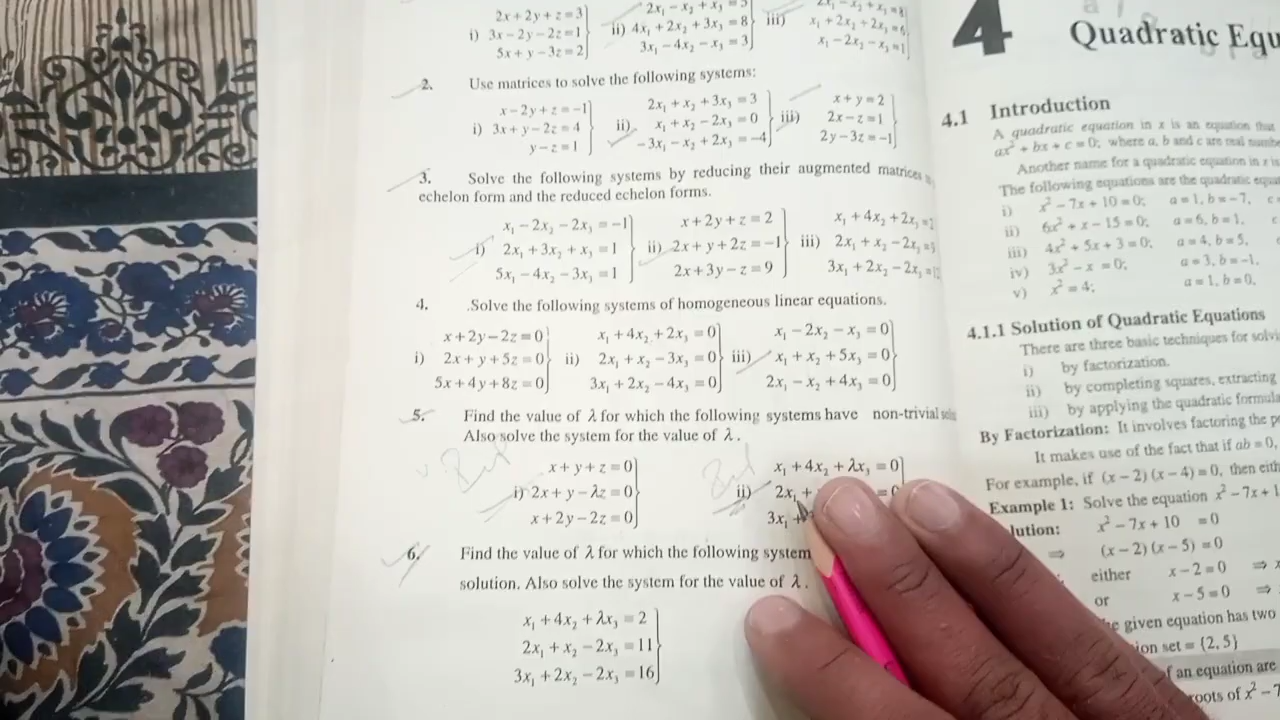 2x + 2y + z = 3
i) 3x − 2y − 2z = 1
5x + y − 3z = 2
ii) 4x₁ + 2x₂ + 3x₃ = 8
3x₁ − 4x₂ − x₃ = 3
iii)
x₁ − 2x₂ − x₃ = 1
2. Use matrices to solve the following systems:
x − 2y + z = −1
i) 3x + y − 2z = 4
y − z = 1
2x₁ + x₂ + 3x₃ = 3
ii) x₁ + x₂ − 2x₃ = 0
−3x₁ − x₂ + 2x₃ = −4
x + y = 2
iii) 2x − z = 1
2y − 3z = −1
3. Solve the following systems by reducing their augmented matrices
echelon form and the reduced echelon forms.
x₁ − 2x₂ − 2x₃ = −1
i) 2x₁ + 3x₂ + x₃ = 1
5x₁ − 4x₂ − 3x₃ = 1
x + 2y + z = 2
ii) 2x + y + 2z = −1
2x + 3y − z = 9
x₁ + 4x₂ + 2x₃ =
iii) 2x₁ + x₂ − 2x₃ =
3x₁ + 2x₂ − 2x₃ =
4. Solve the following systems of homogeneous linear equations.
x + 2y − 2z = 0
i) 2x + y + 5z = 0
5x + 4y + 8z = 0
x₁ + 4x₂ + 2x₃ = 0
ii) 2x₁ + x₂ − 3x₃ = 0
3x₁ + 2x₂ − 4x₃ = 0
x₁ − 2x₂ − x₃ = 0
iii) x₁ + x₂ + 5x₃ = 0
2x₁ − x₂ + 4x₃ = 0
5. Find the value of λ for which the following systems have non-trivial
Also solve the system for the value of λ.
x + y + z = 0
i) 2x + y − λz = 0
x + 2y − 2z = 0
x₁ + 4x₂ + λx₃ = 0
ii) 2x₁ +
3x₁ +
6. Find the value of λ for which the following system
solution. Also solve the system for the value of λ.
x₁ + 4x₂ + λx₃ = 2
2x₁ + x₂ − 2x₃ = 11
3x₁ + 2x₂ − 2x₃ = 16
4 Quadratic Equ
4.1 Introduction
A quadratic equation in x is an equation that
ax² + bx + c = 0; where a, b and c are real
Another name for a quadratic equation in x
The following equations are the quadratic
i) x² − 7x + 10 = 0; a = 1, b = −7,
ii) 6x² + x − 15 = 0; a = 6, b = 1,
iii) 4x² + 5x + 3 = 0; a = 4, b = 5,
iv) 3x² − x = 0; a = 3, b = −1,
v) x² = 4; a = 1, b = 0,
4.1.1 Solution of Quadratic Equations
There are three basic techniques for
i) by factorization.
ii) by completing squares, extracting
iii) by applying the quadratic formula
By Factorization: It involves factoring the
It makes use of the fact that if ab = 0,
For example, if (x − 2) (x − 4) = 0, then
Example 1: Solve the equation x² − 7x + 1
lution: x² − 7x + 10 = 0
⇒ (x − 2) (x − 5) = 0
either x − 2 = 0 ⇒
or x − 5 = 0 ⇒
given equation has two
ion set = {2, 5}
an equation are
roots of x² − 7